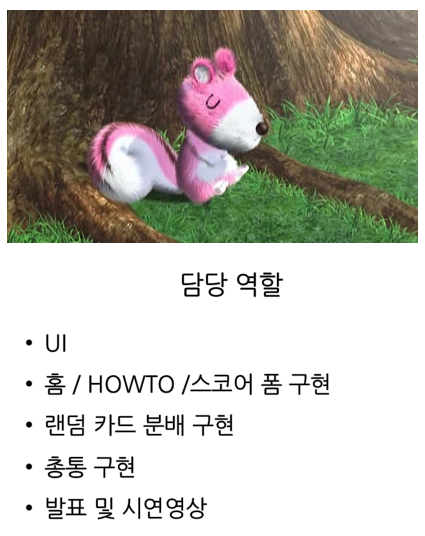 담당 역할
• UI
• 홈 / HOWTO /스코어 폼 구현
• 랜덤 카드 분배 구현
• 총통 구현
• 발표 및 시연영상